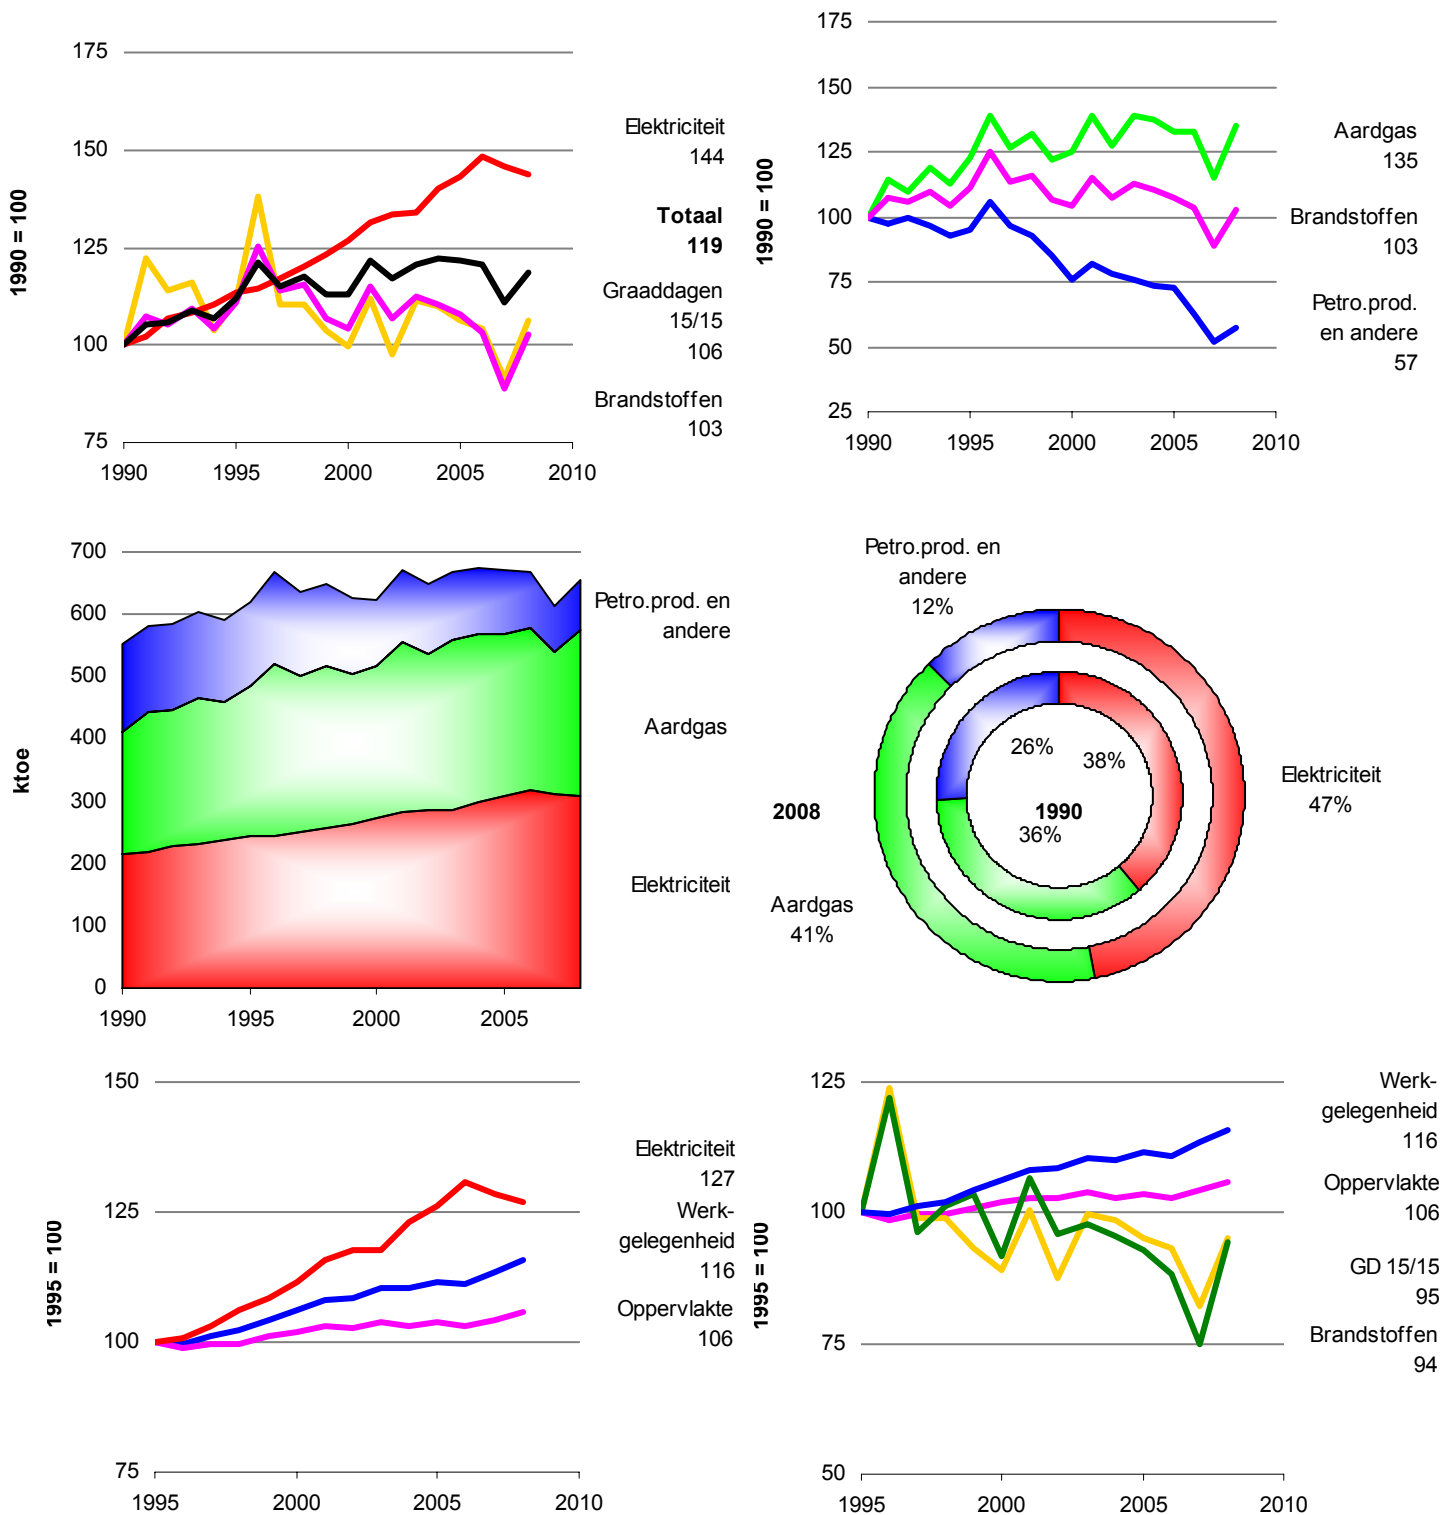 175
150
125
100
75
1990 = 100
1990
1995
2000
2005
2010
Elektriciteit
144
Totaal
119
Graaddagen
15/15
106
Brandstoffen
103
175
150
125
100
75
50
25
1990 = 100
1990
1995
2000
2005
2010
Aardgas
135
Brandstoffen
103
Petro.prod.
en andere
57
700
600
500
400
300
200
100
0
ktoe
1990
1995
2000
2005
Petro.prod. en
andere
Aardgas
Elektriciteit
Petro.prod. en
andere
12%
26%
38%
2008
1990
36%
Elektriciteit
47%
Aardgas
41%
150
125
100
75
1995 = 100
1995
2000
2005
2010
Elektriciteit
127
Werk-
gelegenheid
116
Oppervlakte
106
125
100
75
50
1995 = 100
1995
2000
2005
2010
Werk-
gelegenheid
116
Oppervlakte
106
GD 15/15
95
Brandstoffen
94